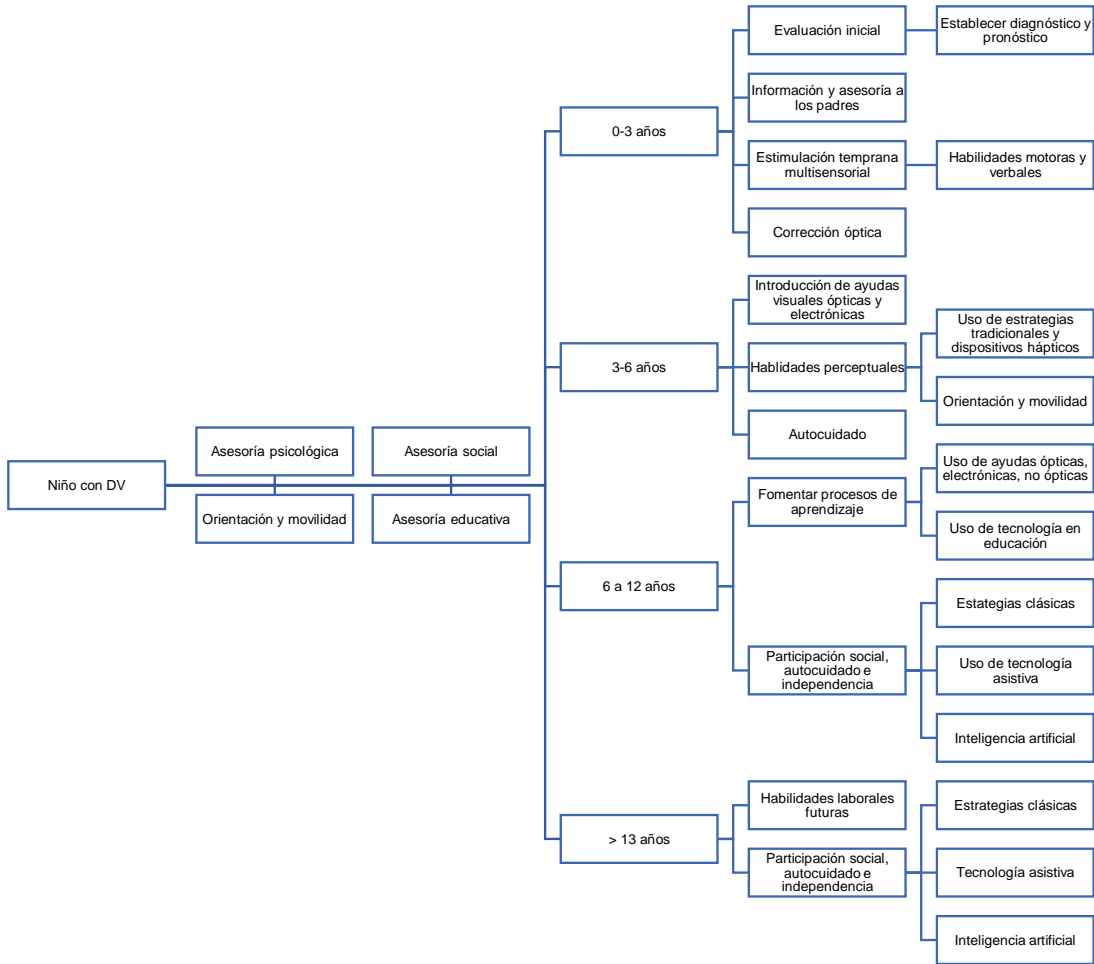 Niño con DV
Asesoría psicológica
Asesoría social
Orientación y movilidad
Asesoría educativa
0-3 años
Evaluación inicial
Establecer diagnóstico y
pronóstico
Información y asesoría a
los padres
Estimulación temprana
multisensorial
Habilidades motoras y
verbales
Corrección óptica
3-6 años
Introducción de ayudas
visuales ópticas y
electrónicas
Hablidades perceptuales
Uso de estrategias
tradicionales y
dispositivos hápticos
Orientación y movilidad
Autocuidado
6 a 12 años
Fomentar procesos de
aprendizaje
Uso de ayudas ópticas,
electrónicas, no ópticas
Uso de tecnología en
educación
Participación social,
autocuidado e
independencia
Estategias clásicas
Uso de tecnología
asistiva
Inteligencia artificial
> 13 años
Habilidades laborales
futuras
Participación social,
autocuidado e
independencia
Estrategias clásicas
Tecnología asistiva
Inteligencia artificial